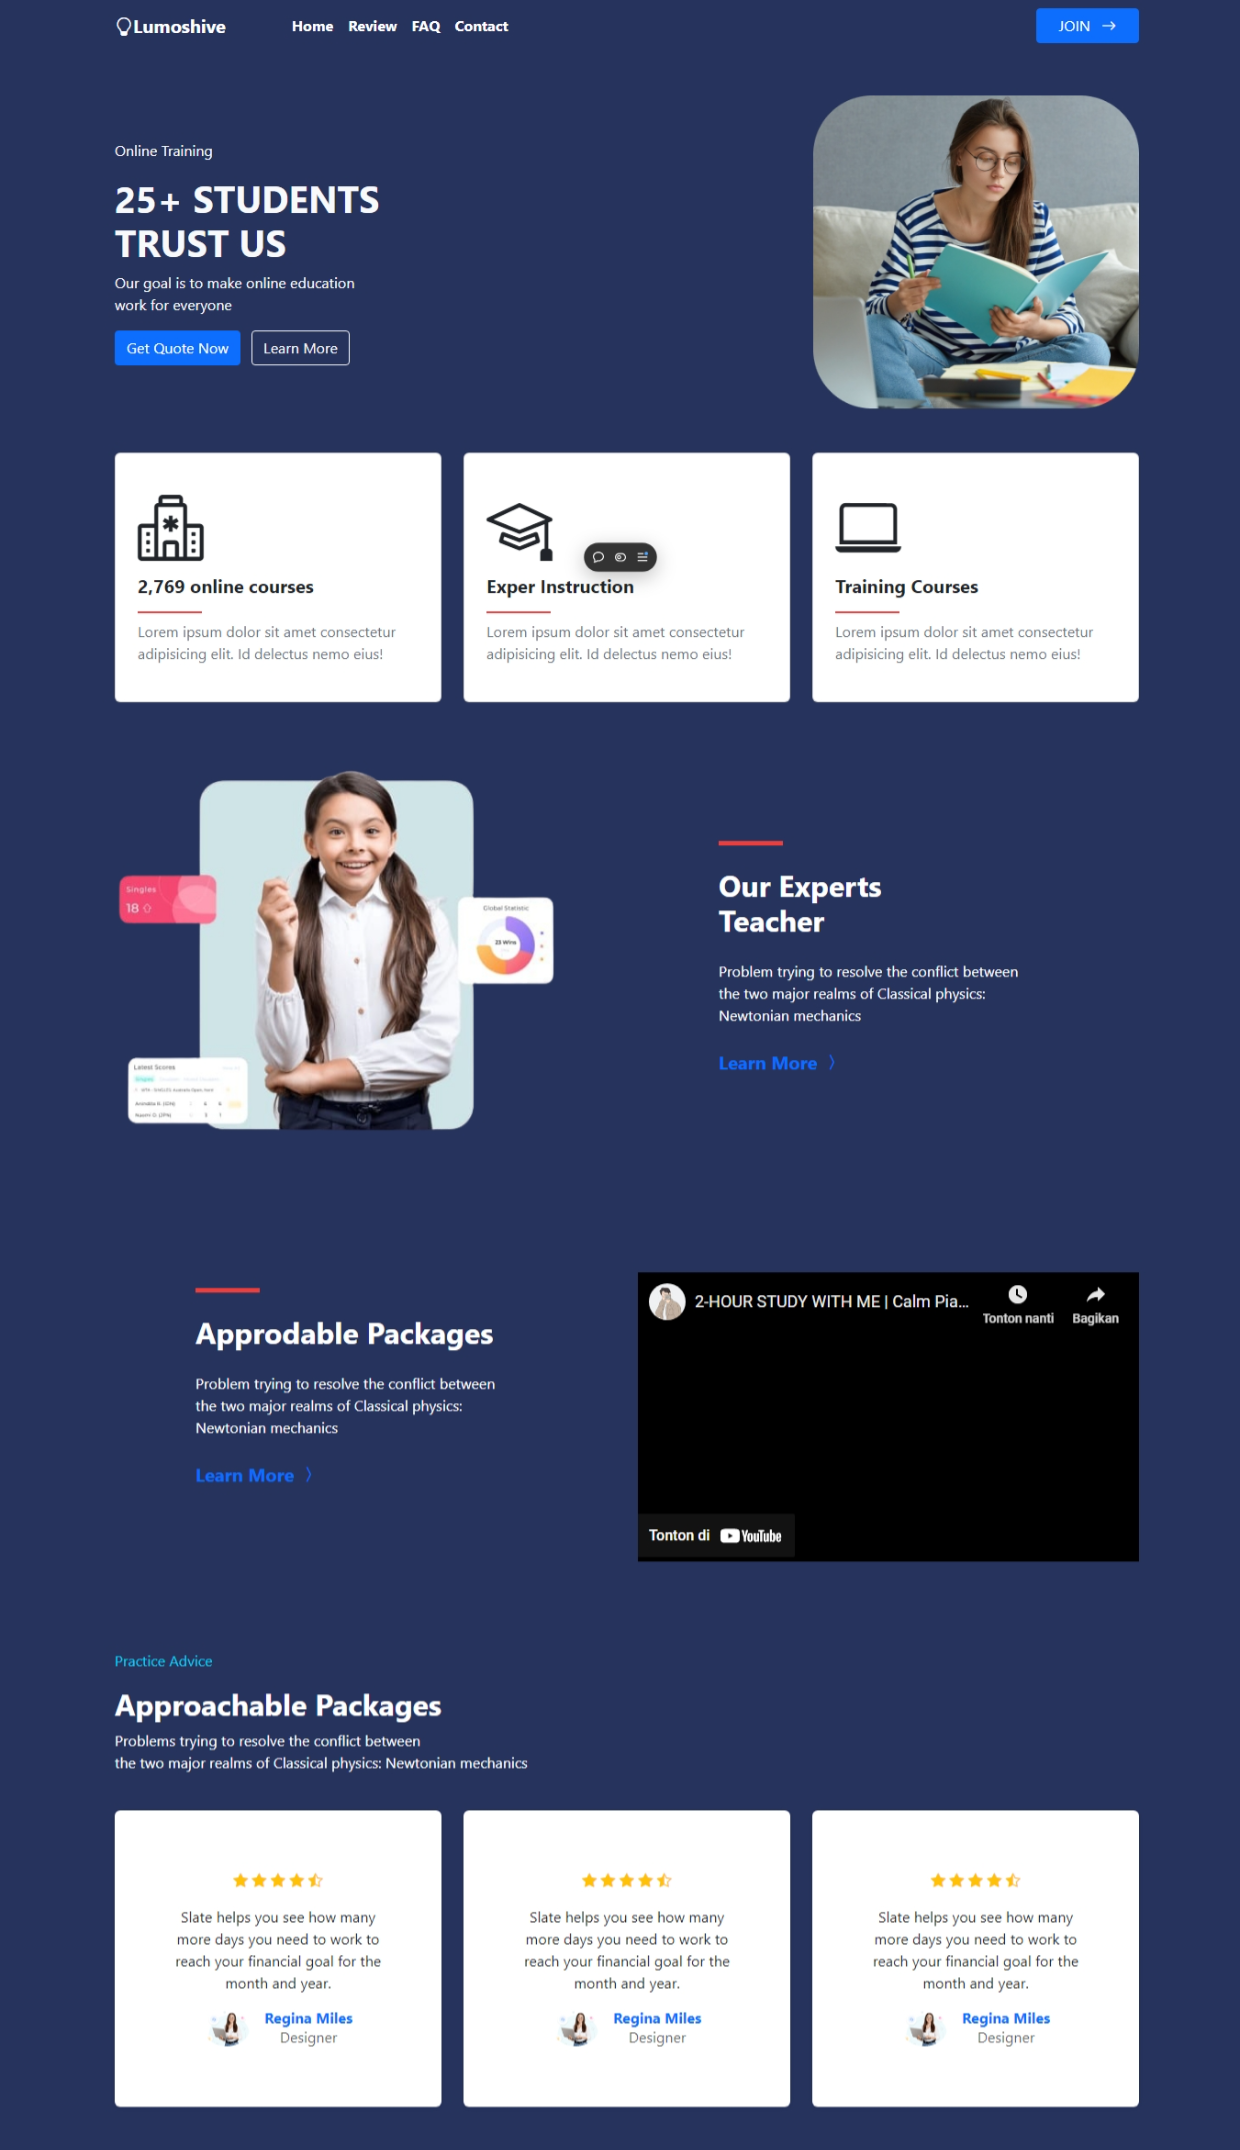 Lumoshive
Home Review FAQ Contact
JOIN
Online Training
25+ STUDENTS
TRUST US
Our goal is to make online education
work for everyone
Get Quote Now
Learn More
2,769 online courses
Lorem ipsum dolor sit amet consectetur
adipisicing elit. Id delectus nemo eius!
Exper Instruction
Lorem ipsum dolor sit amet consectetur
adipisicing elit. Id delectus nemo eius!
Training Courses
Lorem ipsum dolor sit amet consectetur
adipisicing elit. Id delectus nemo eius!
Singles
18
Global Statistic
23 Wins
Latest Scores
Our Experts
Teacher
Problem trying to resolve the conflict between
the two major realms of Classical physics:
Newtonian mechanics
Learn More
Approdable Packages
Problem trying to resolve the conflict between
the two major realms of Classical physics:
Newtonian mechanics
Learn More
2-HOUR STUDY WITH ME | Calm Pia...
Tonton nanti
Bagikan
Tonton di YouTube
Practice Advice
Approachable Packages
Problems trying to resolve the conflict between
the two major realms of Classical physics: Newtonian mechanics
Slate helps you see how many
more days you need to work to
reach your financial goal for the
month and year.
Regina Miles
Designer
Slate helps you see how many
more days you need to work to
reach your financial goal for the
month and year.
Regina Miles
Designer
Slate helps you see how many
more days you need to work to
reach your financial goal for the
month and year.
Regina Miles
Designer